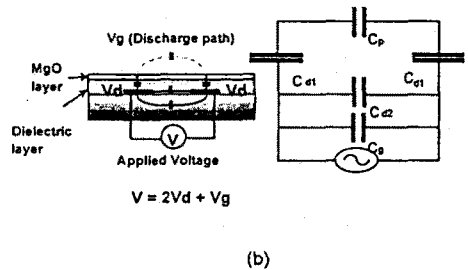 Vg (Discharge path)
MgO
layer
Vd
Vd
Dielectric
layer
V
Applied Voltage
V = 2Vd + Vg
Cp
Cd1
Cd1
Cd2
Cg
(b)